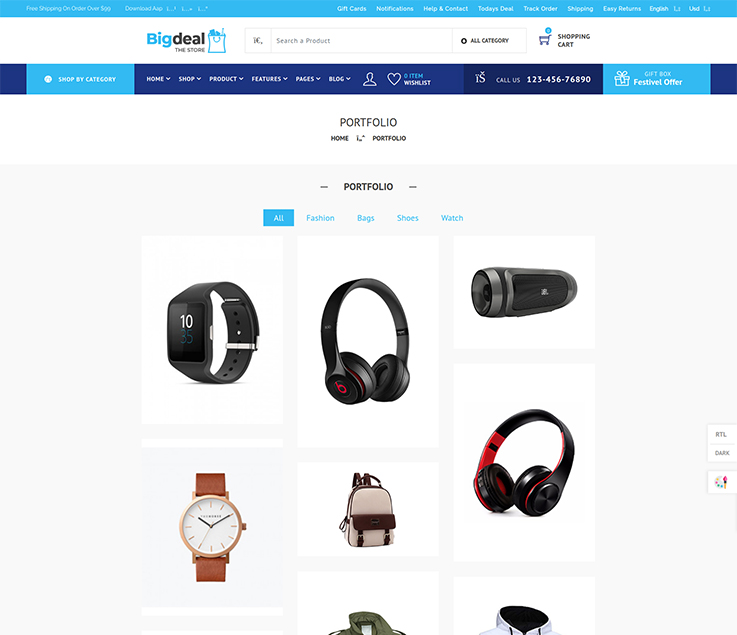 Free Shipping On Order Over $99 Download Aap
Gift Cards Notifications Help & Contact Todays Deal Track Order Shipping Easy Returns English Usd
Bigdeal
THE STORE
Search a Product
ALL CATEGORY
0
SHOPPING
CART
SHOP BY CATEGORY
HOME SHOP PRODUCT FEATURES PAGES BLOG
0 ITEM
WISHLIST
CALL US 123-456-76890
GIFT BOX
Festivel Offer
PORTFOLIO
HOME PORTFOLIO
— PORTFOLIO —
All Fashion Bags Shoes Watch
10
35
JBL
RTL
DARK